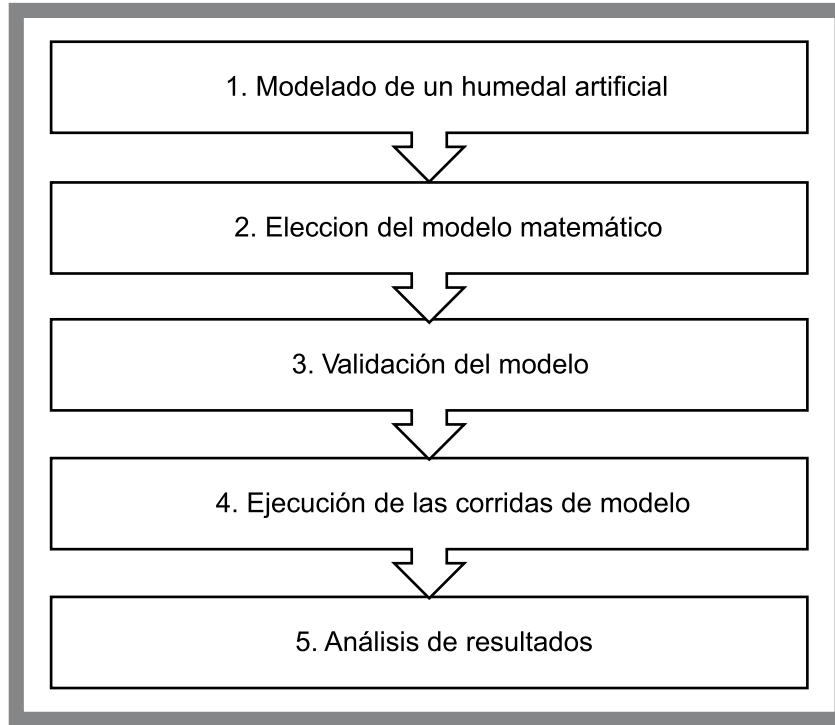 1. Modelado de un humedal artificial
2. Eleccion del modelo matemático
3. Validación del modelo
4. Ejecución de las corridas de modelo
5. Análisis de resultados